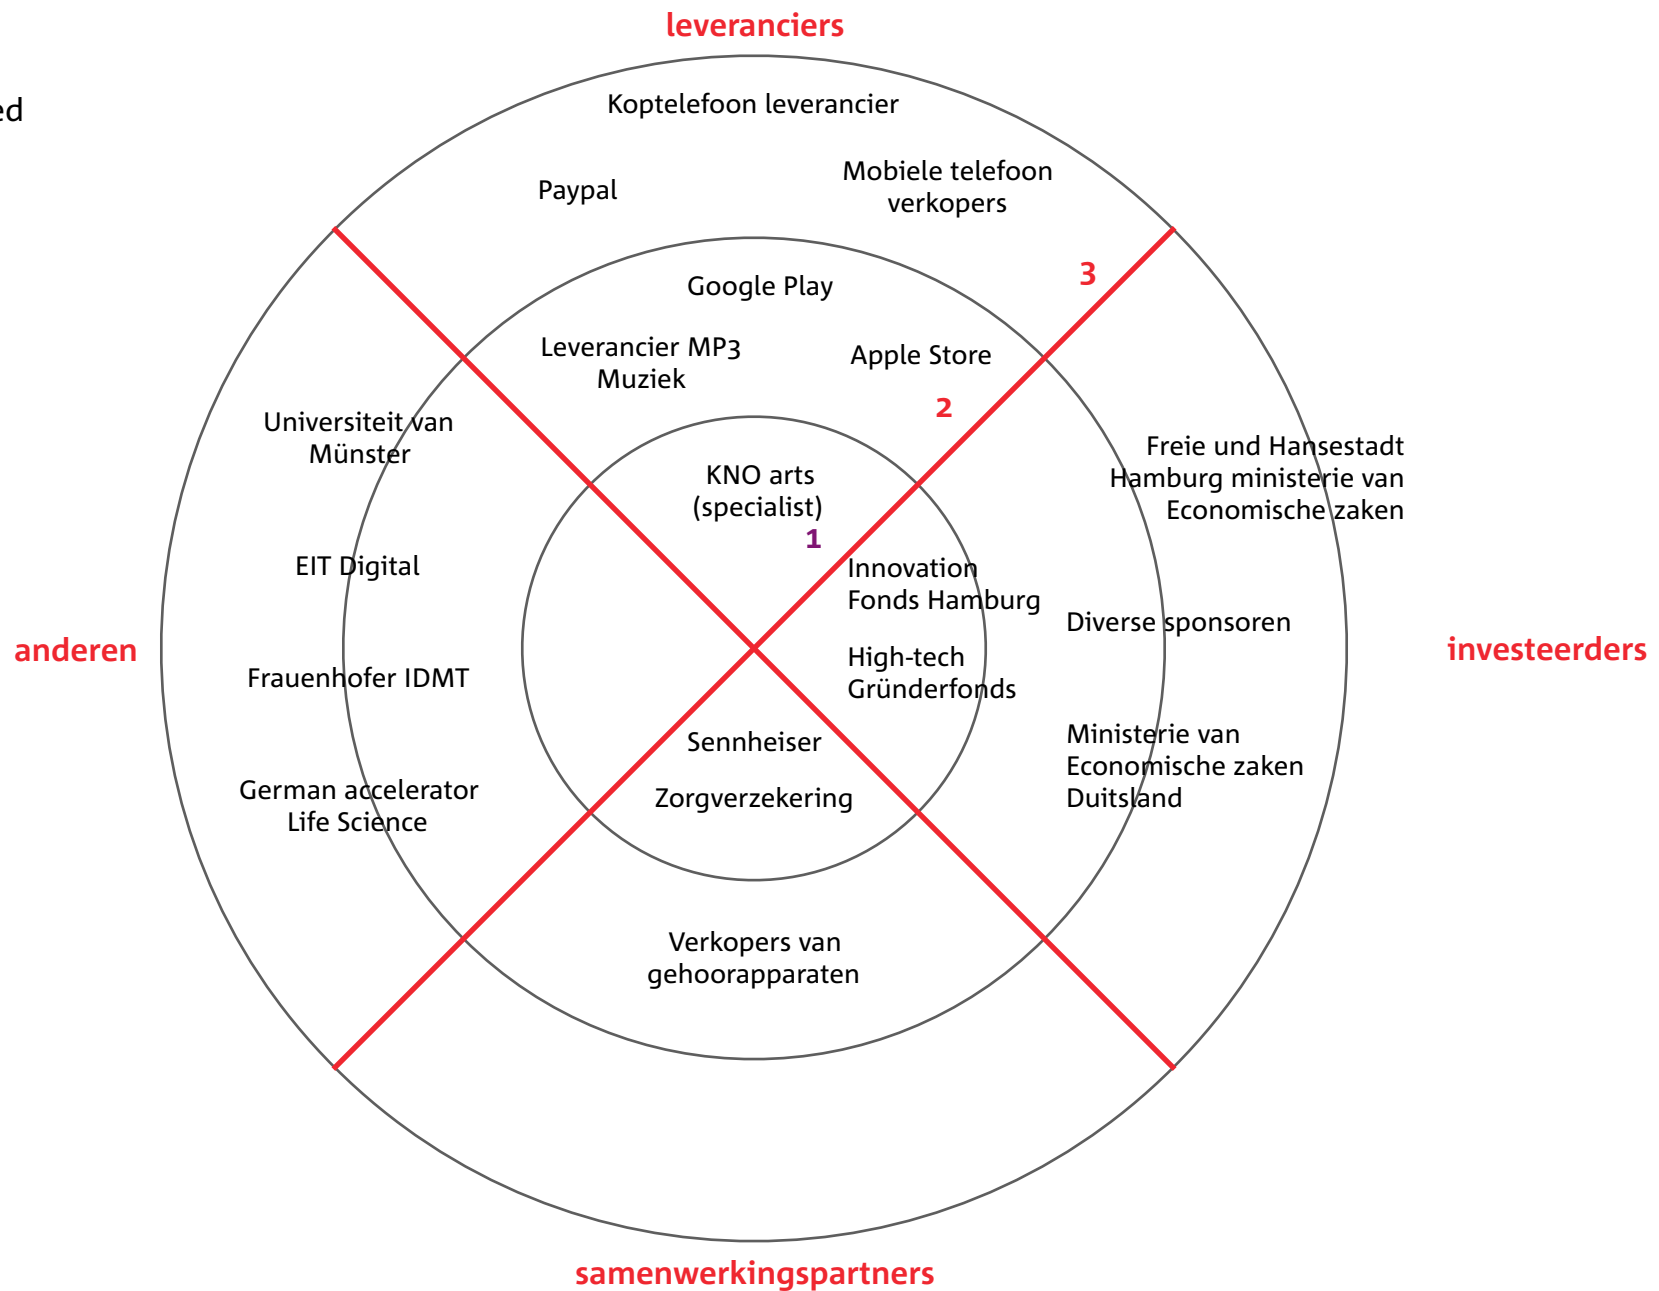 leveranciers
ed
Koptelefoon leverancier
Mobiele telefoon
verkopers
Paypal
3
Google Play
Leverancier MP3
Muziek
Apple Store
2
Universiteit van
Münster
Freie und Hansestadt
Hamburg ministerie van
Economische zaken
KNO arts
(specialist)
1
EIT Digital
Innovation
Fonds Hamburg
Diverse sponsoren
anderen
investeerders
High-tech
Gründerfonds
Frauenhofer IDMT
Sennheiser
Ministerie van
Economische zaken
Duitsland
German accelerator
Life Science
Zorgverzekering
Verkopers van
gehoorapparaten
samenwerkingspartners